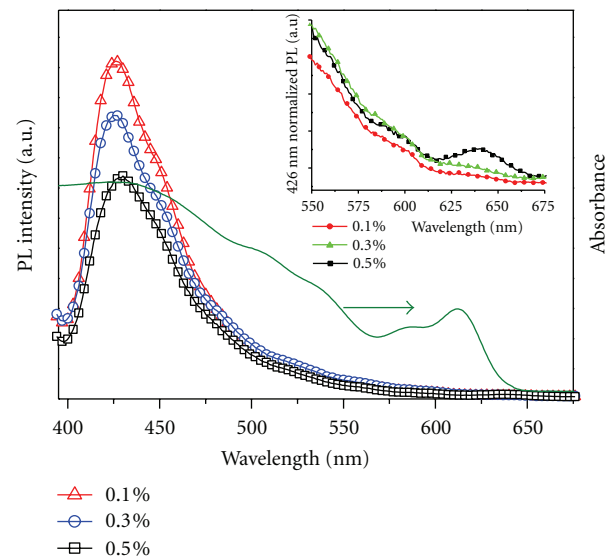 PL intensity (a.u.)
Absorbance
400 450 500 550 600 650
Wavelength (nm)
0.1%
0.3%
0.5%
426 nm normalized PL (a.u)
550 575 600 625 650 675
Wavelength (nm)
0.1%
0.3%
0.5%